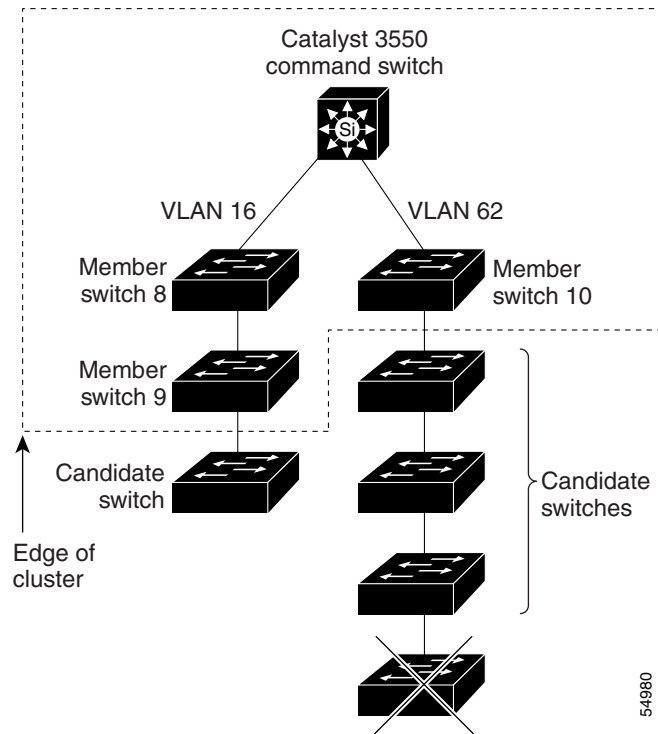 Catalyst 3550
command switch
Si
VLAN 16
VLAN 62
Member
switch 8
Member
switch 10
Member
switch 9
Candidate
switch
Candidate
switches
Edge of
cluster
54980